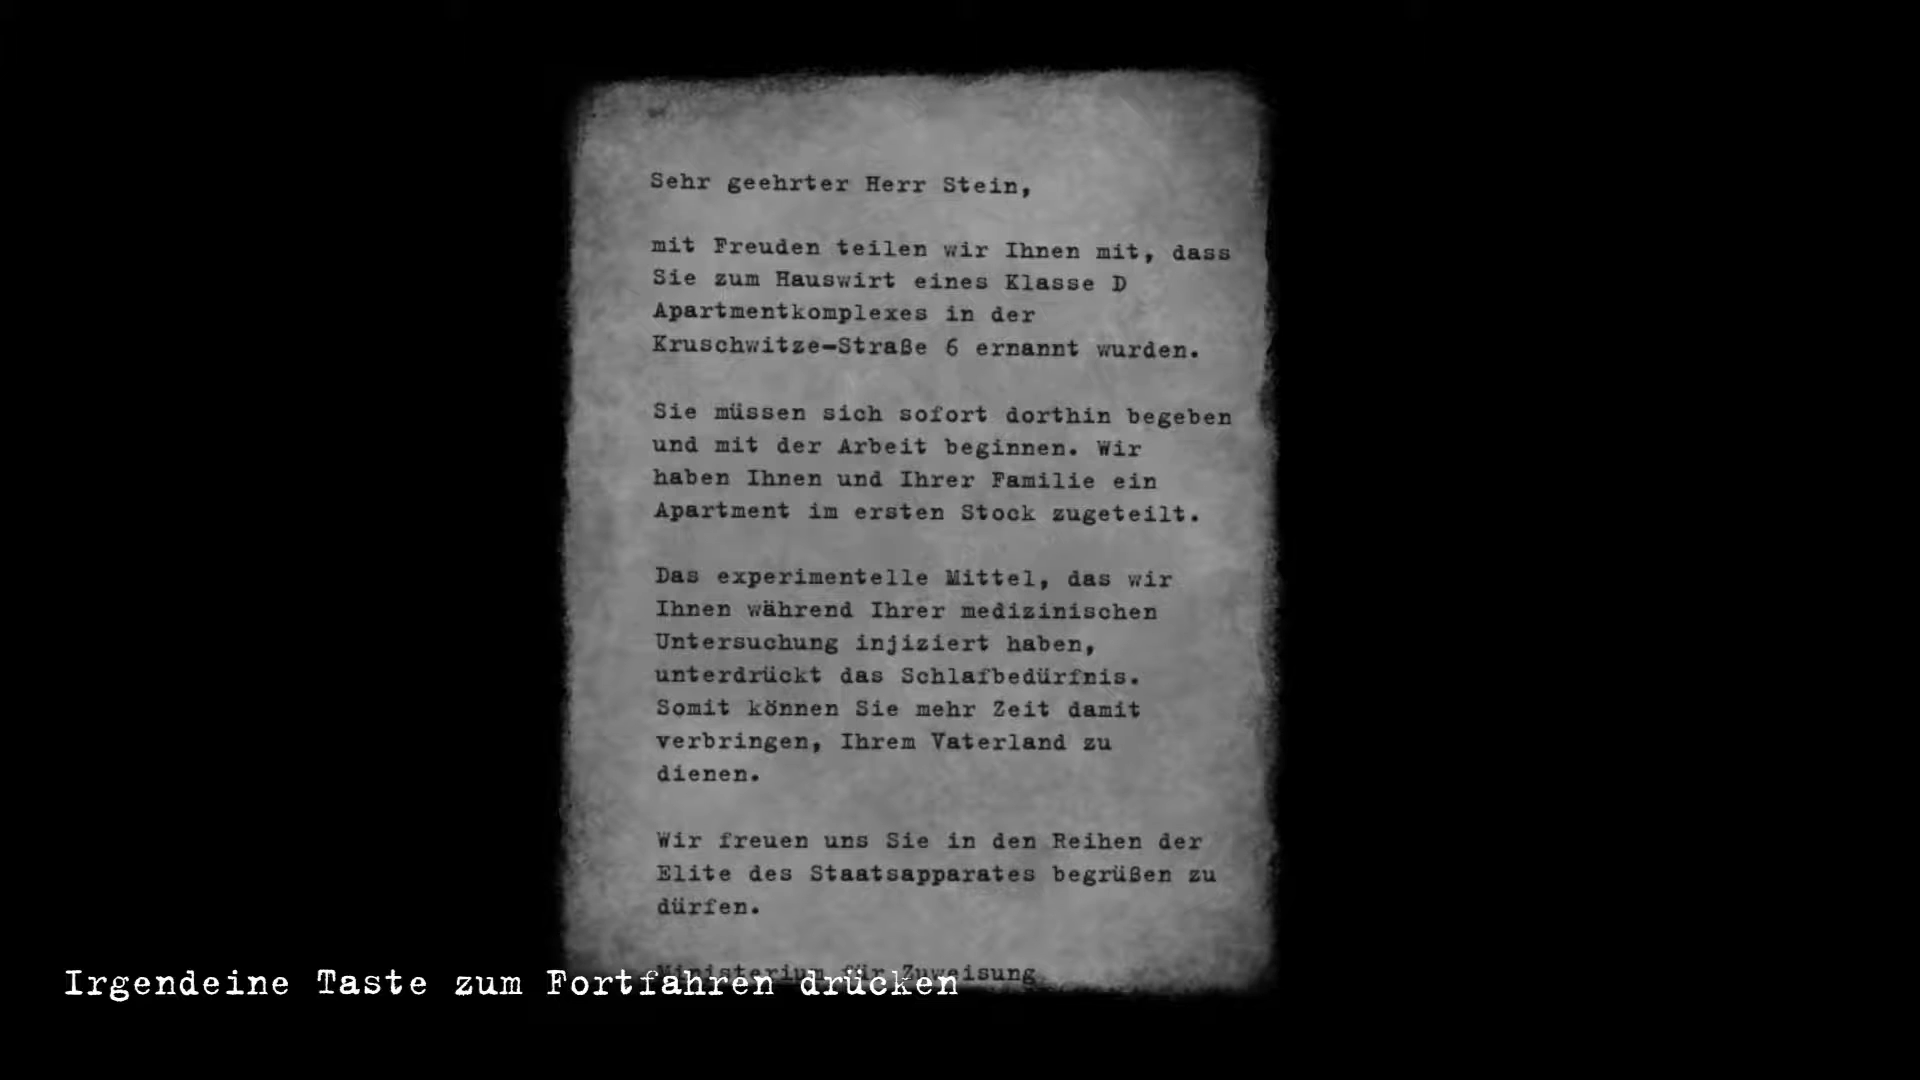 Sehr geehrter Herr Stein,
mit Freuden teilen wir Ihnen mit, dass
Sie zum Hauswirt eines Klasse D
Apartmentkomplexes in der
Kruschwitze-Straße 6 ernannt wurden.
Sie müssen sich sofort dorthin begeben
und mit der Arbeit beginnen. Wir
haben Ihnen und Ihrer Familie ein
Apartment im ersten Stock zugeteilt.
Das experimentelle Mittel, das wir
Ihnen während Ihrer medizinischen
Untersuchung injiziert haben,
unterdrückt das Schlafbedürfnis.
Somit können Sie mehr Zeit damit
verbringen, Ihrem Vaterland zu
dienen.
Wir freuen uns Sie in den Reihen der
Elite des Staatsapparates begrüßen zu
dürfen.
Ministerium für Zuweisung
Irgendeine Taste zum Fortfahren drücken